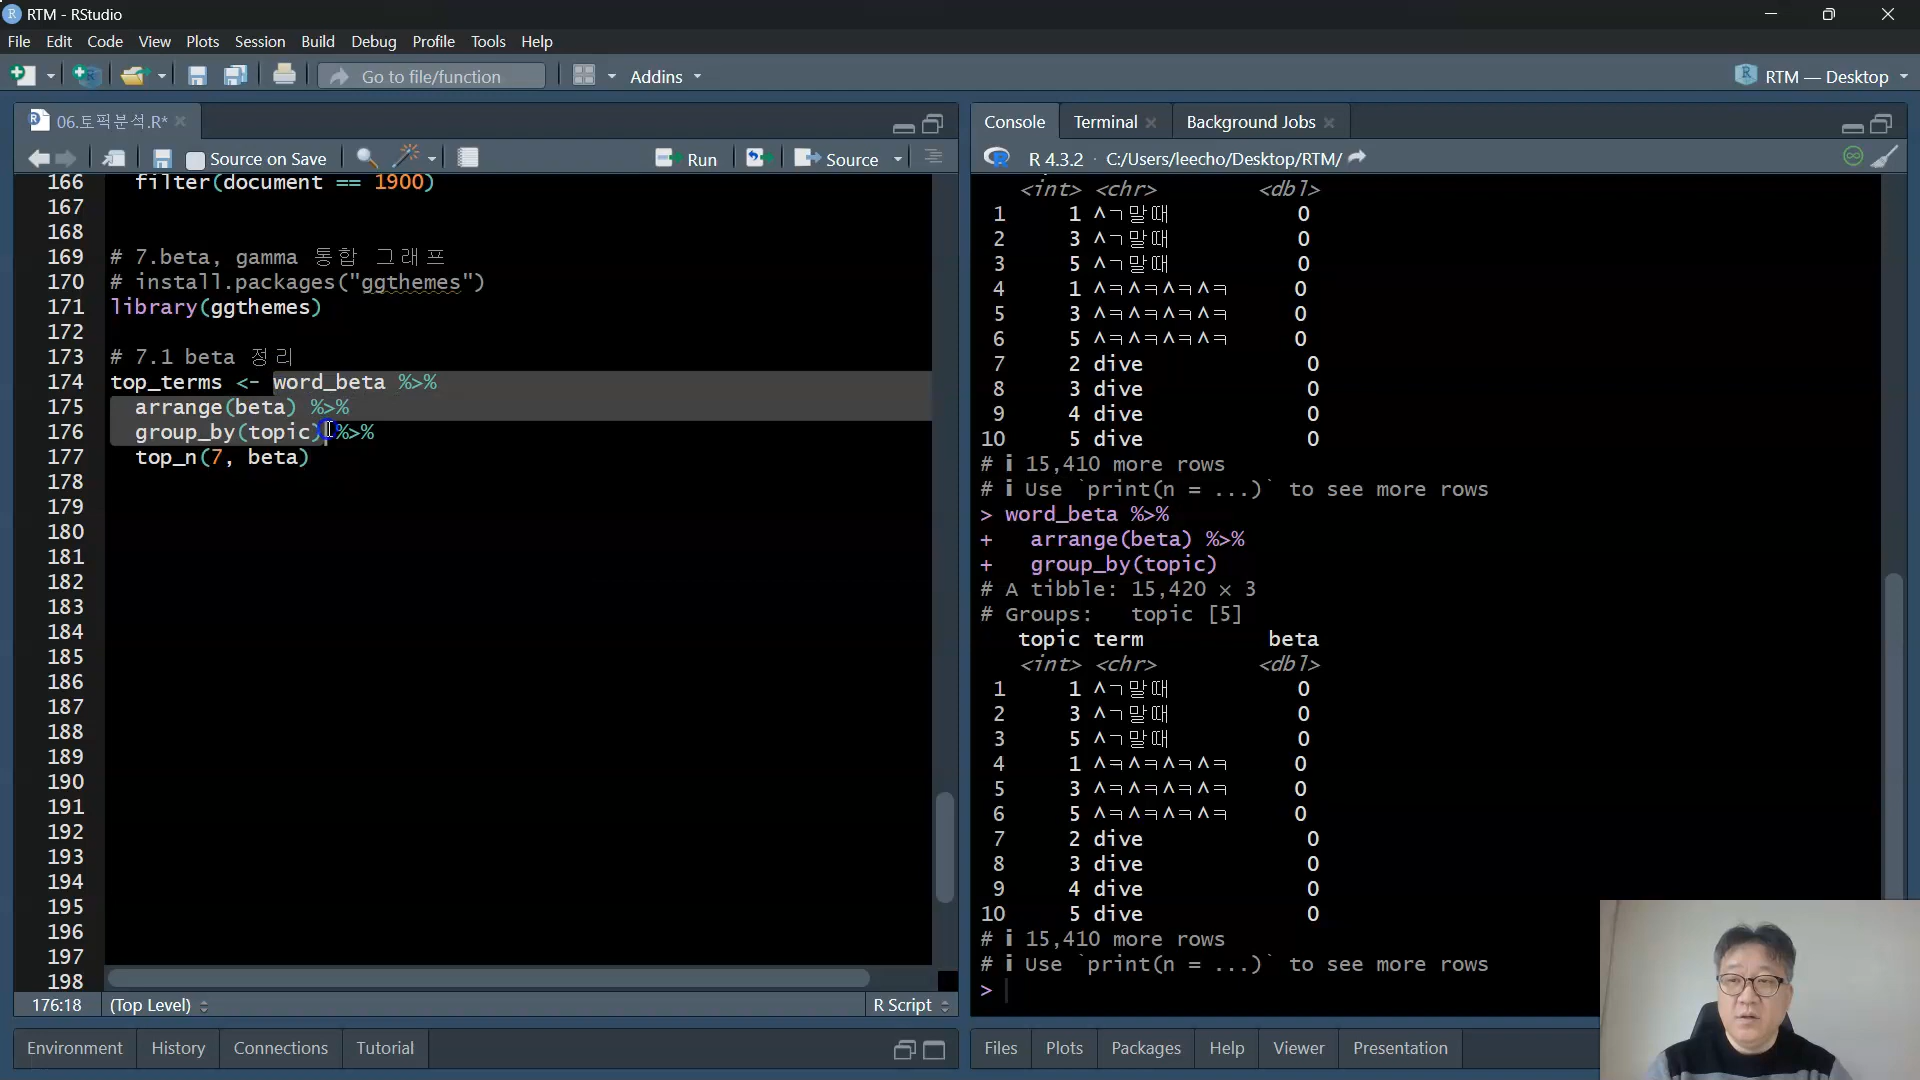 RTM - RStudio
File Edit Code View Plots Session Build Debug Profile Tools Help
Go to file/function
Addins
RTM — Desktop
06.토픽분석.R*
Source on Save
Run
Source
166 filter(document == 1900)
167
168
169 # 7.beta, gamma 통합 그래프
170 # install.packages("ggthemes")
171 library(ggthemes)
172
173 # 7.1 beta 정리
174 top_terms <- word_beta %>%
175 arrange(beta) %>%
176 group_by(topic) %>%
177 top_n(7, beta)
178
179
180
181
182
183
184
185
186
187
188
189
190
191
192
193
194
195
196
197
198
176:18
(Top Level)
R Script
Environment History Connections Tutorial
Console Terminal Background Jobs
R 4.3.2 · C:/Users/leecho/Desktop/RTM/
<int> <chr> <dbl>
1 1 ㅅㄱ말때 0
2 3 ㅅㄱ말때 0
3 5 ㅅㄱ말때 0
4 1 ㅅㅋㅅㅋㅅㅋㅅㅋ 0
5 3 ㅅㅋㅅㅋㅅㅋㅅㅋ 0
6 5 ㅅㅋㅅㅋㅅㅋㅅㅋ 0
7 2 dive 0
8 3 dive 0
9 4 dive 0
10 5 dive 0
# ℹ 15,410 more rows
# ℹ Use `print(n = ...)` to see more rows
> word_beta %>%
+ arrange(beta) %>%
+ group_by(topic)
# A tibble: 15,420 × 3
# Groups: topic [5]
topic term beta
<int> <chr> <dbl>
1 1 ㅅㄱ말때 0
2 3 ㅅㄱ말때 0
3 5 ㅅㄱ말때 0
4 1 ㅅㅋㅅㅋㅅㅋㅅㅋ 0
5 3 ㅅㅋㅅㅋㅅㅋㅅㅋ 0
6 5 ㅅㅋㅅㅋㅅㅋㅅㅋ 0
7 2 dive 0
8 3 dive 0
9 4 dive 0
10 5 dive 0
# ℹ 15,410 more rows
# ℹ Use `print(n = ...)` to see more rows
>
Files Plots Packages Help Viewer Presentation